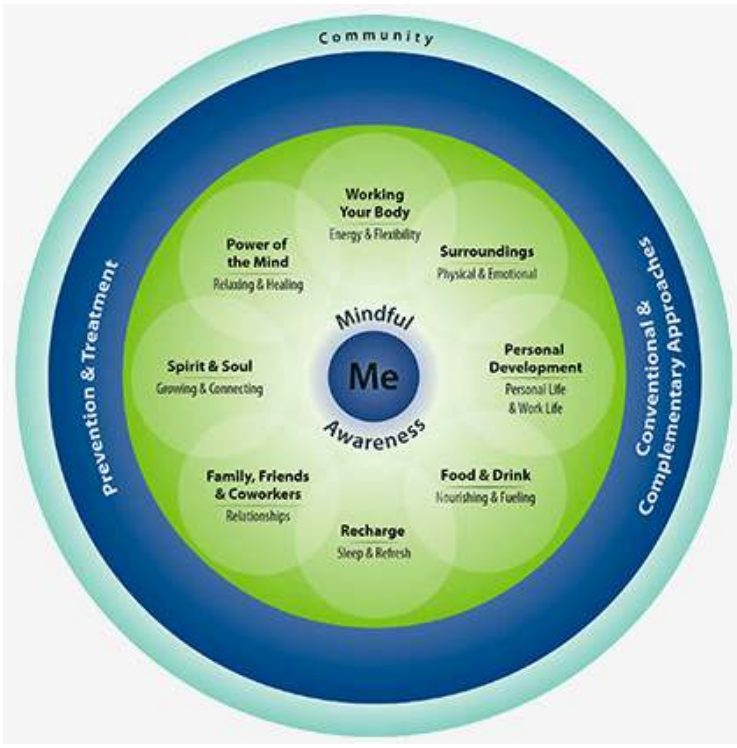 Community
Prevention & Treatment
Conventional &
Complementary Approaches
Working
Your Body
Energy & Flexibility
Surroundings
Physical & Emotional
Personal
Development
Personal Life
& Work Life
Food & Drink
Nourishing & Fueling
Recharge
Sleep & Refresh
Family, Friends
& Coworkers
Relationships
Spirit & Soul
Growing & Connecting
Power of
the Mind
Relaxing & Healing
Mindful
Me
Awareness